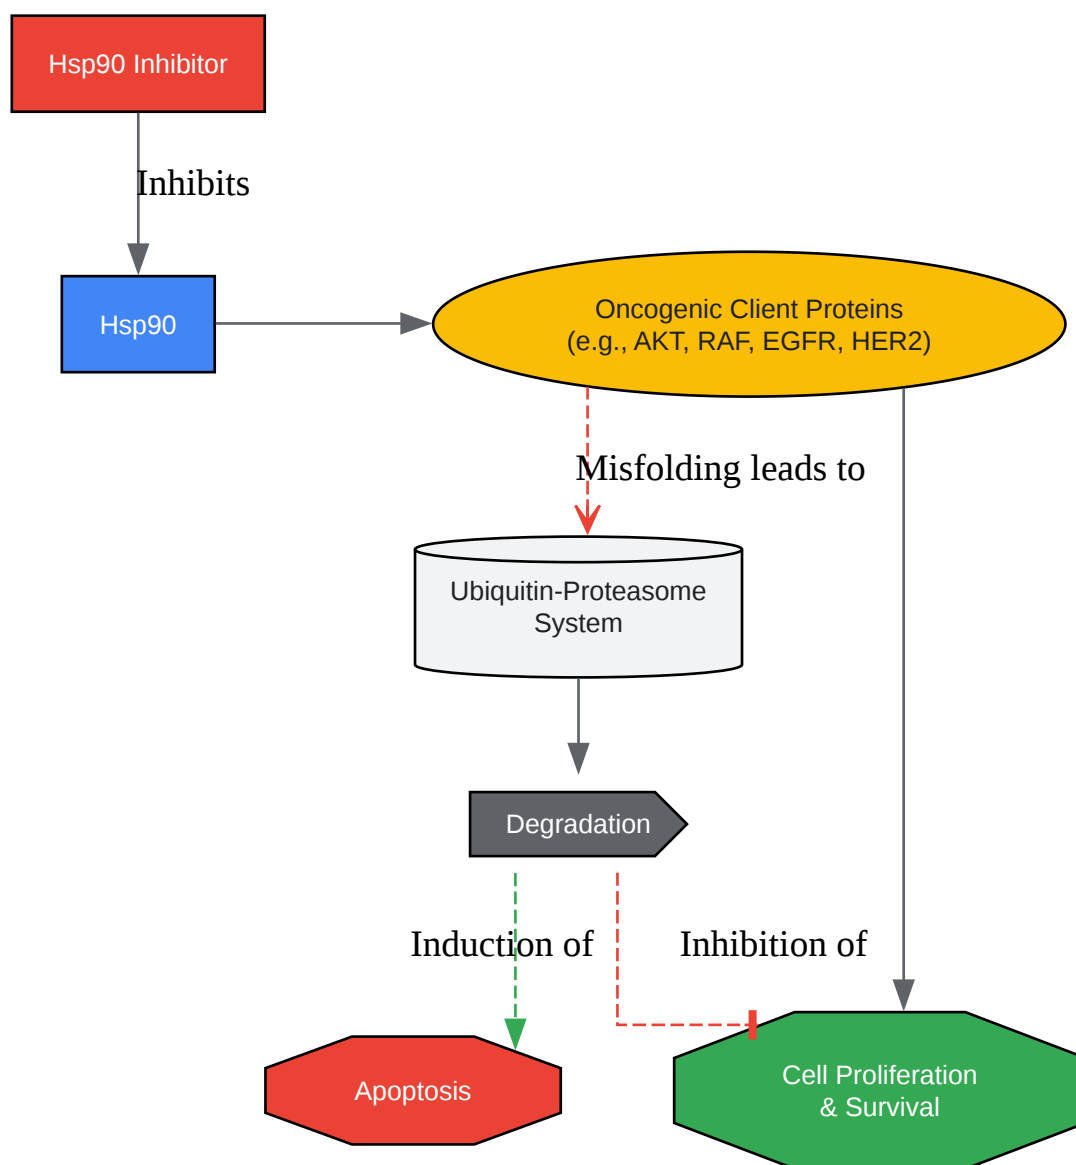 Hsp90 Inhibitor
Inhibits
Hsp90
Oncogenic Client Proteins
(e.g., AKT, RAF, EGFR, HER2)
Misfolding leads to
Ubiquitin-Proteasome
System
Degradation
Induction of
Inhibition of
Apoptosis
Cell Proliferation
& Survival